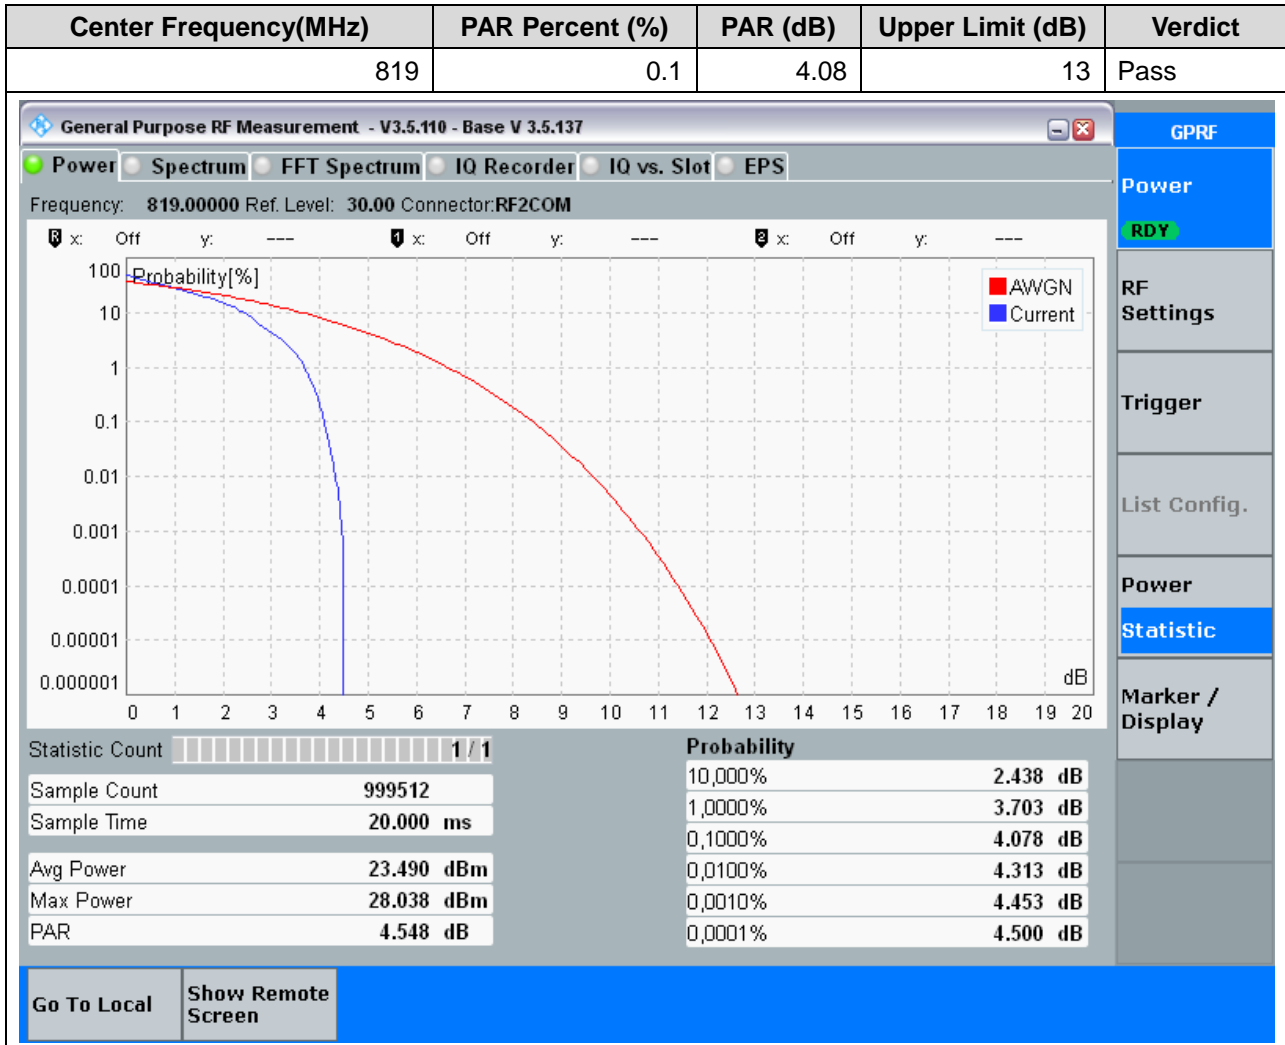 Center Frequency(MHz) PAR Percent (%) PAR (dB) Upper Limit (dB) Verdict
819 0.1 4.08 13 Pass
General Purpose RF Measurement - V3.5.110 - Base V 3.5.137
GPRF
Power Spectrum FFT Spectrum IQ Recorder IQ vs. Slot EPS
Power
RDY
Frequency: 819.00000 Ref. Level: 30.00 Connector:RF2COM
R x: Off y: --- 1 x: Off y: --- 2 x: Off y: ---
Probability[%]
AWGN
Current
100
10
1
0.1
0.01
0.001
0.0001
0.00001
0.000001
dB
0 1 2 3 4 5 6 7 8 9 10 11 12 13 14 15 16 17 18 19 20
RF
Settings
Trigger
List Config.
Power
Statistic
Marker /
Display
Statistic Count 1 / 1
Sample Count 999512
Sample Time 20.000 ms
Avg Power 23.490 dBm
Max Power 28.038 dBm
PAR 4.548 dB
Probability
10,000% 2.438 dB
1,0000% 3.703 dB
0,1000% 4.078 dB
0,0100% 4.313 dB
0,0010% 4.453 dB
0,0001% 4.500 dB
Go To Local
Show Remote
Screen